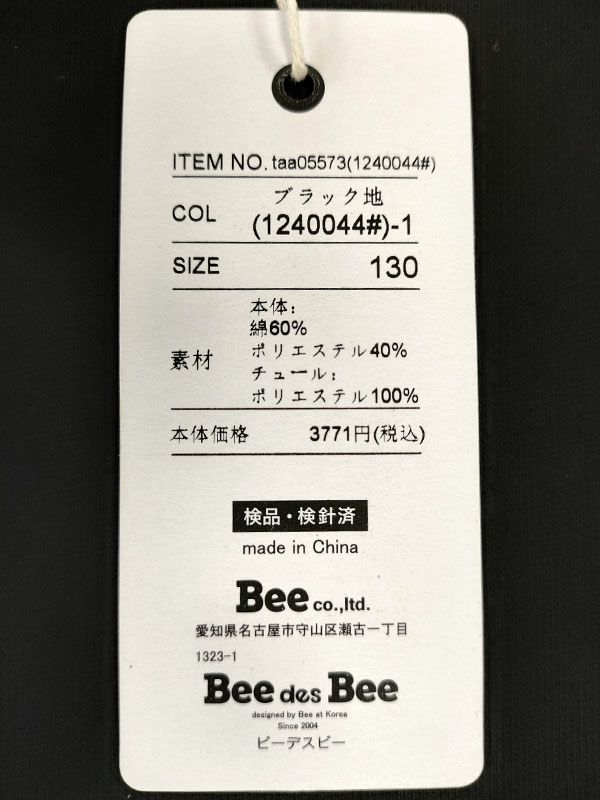 ITEM NO. taa05573(1240044#)
COL ブラック地
(1240044#)-1
SIZE 130
素材 本体:
綿60%
ポリエステル40%
チュール:
ポリエステル100%
本体価格 3771円(税込)
検品・検針済
made in China
Bee co.,ltd.
愛知県名古屋市守山区瀬古一丁目
1323-1
Bee des Bee
designed by Bee at Korea
Since 2004
ビーデスビー